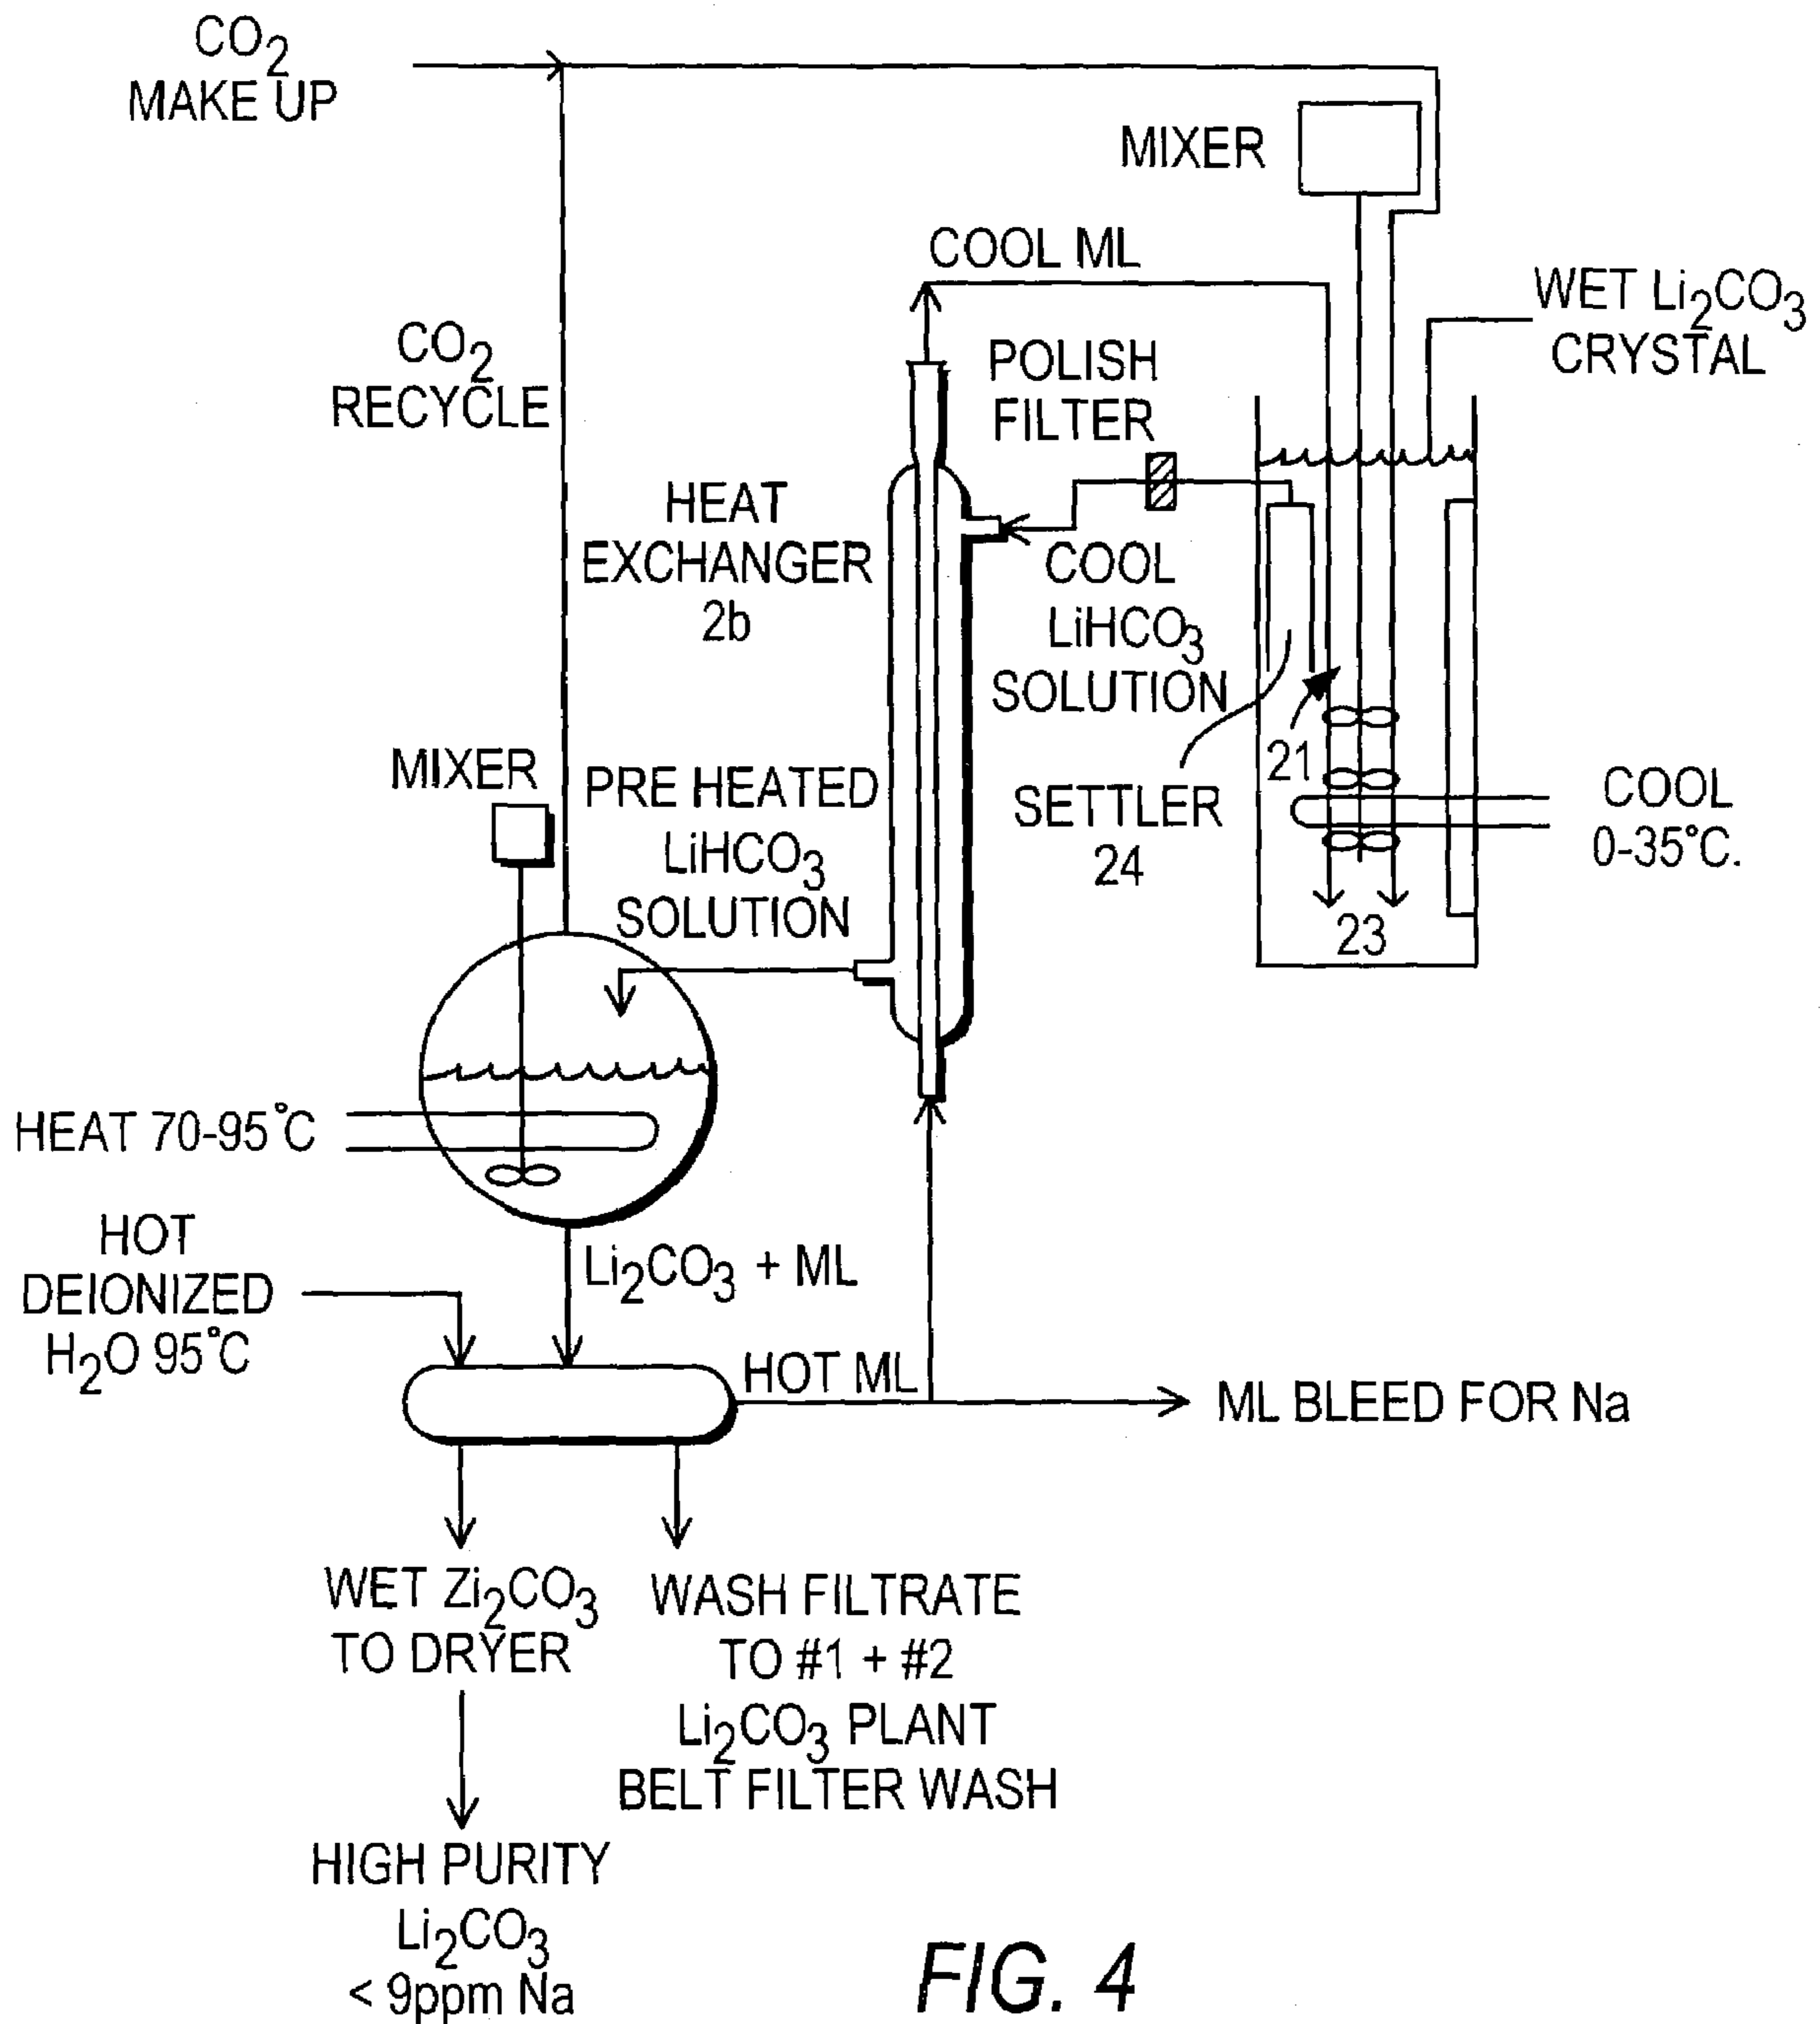 CO₂
MAKE UP
MIXER
COOL ML
WET Li₂CO₃
CRYSTAL
CO₂
RECYCLE
POLISH
FILTER
HEAT
EXCHANGER
2b
COOL
LiHCO₃
SOLUTION
21
SETTLER
24
COOL
0-35°C.
23
MIXER
PRE HEATED
LiHCO₃
SOLUTION
HEAT 70-95°C
HOT
DEIONIZED
H₂O 95°C
Li₂CO₃ + ML
HOT ML
ML BLEED FOR Na
WET Zi₂CO₃
TO DRYER
WASH FILTRATE
TO #1 + #2
Li₂CO₃ PLANT
BELT FILTER WASH
HIGH PURITY
Li₂CO₃
< 9ppm Na
FIG. 4